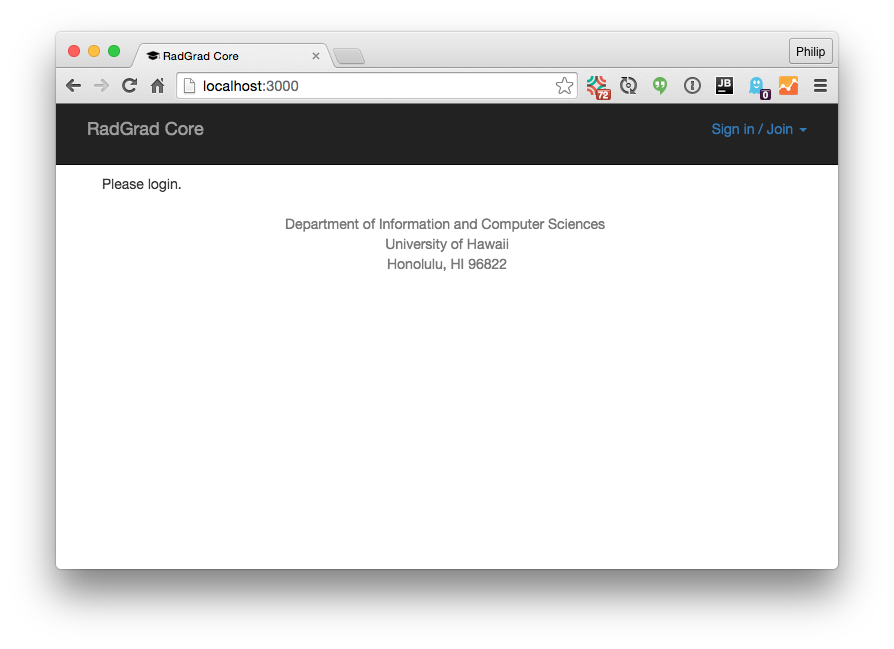 RadGrad Core
Philip
localhost:3000
72
JB
0
RadGrad Core
Sign in / Join
Please login.
Department of Information and Computer Sciences
University of Hawaii
Honolulu, HI 96822